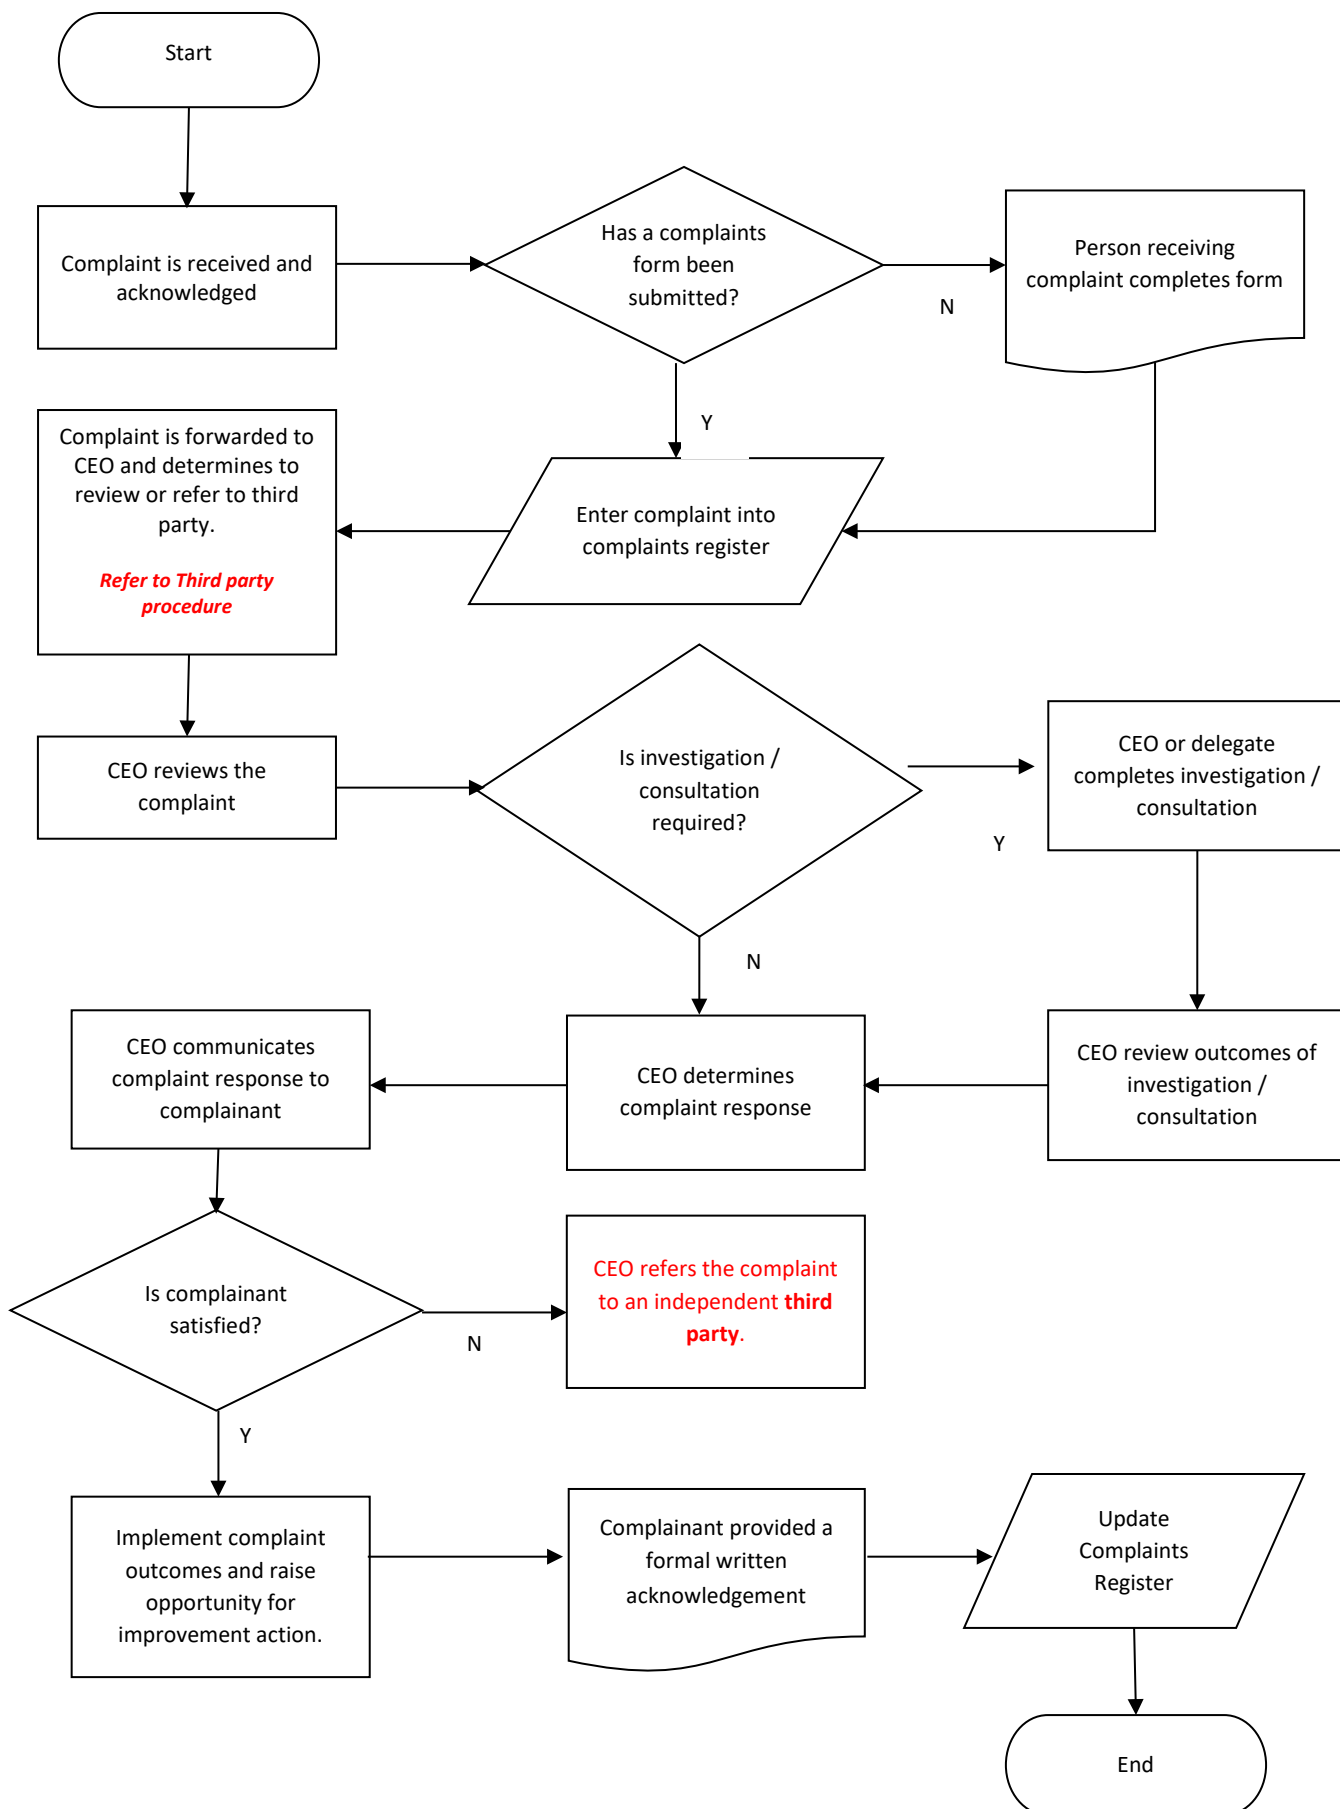 Start
Complaint is received and
acknowledged
Has a complaints
form been
submitted?
N
Person receiving
complaint completes form
Y
Complaint is forwarded to
CEO and determines to
review or refer to third
party.
Refer to Third party
procedure
Enter complaint into
complaints register
CEO reviews the
complaint
Is investigation /
consultation
required?
Y
CEO or delegate
completes investigation /
consultation
N
CEO communicates
complaint response to
complainant
CEO determines
complaint response
CEO review outcomes of
investigation /
consultation
Is complainant
satisfied?
N
CEO refers the complaint
to an independent third
party.
Y
Implement complaint
outcomes and raise
opportunity for
improvement action.
Complainant provided a
formal written
acknowledgement
Update
Complaints
Register
End